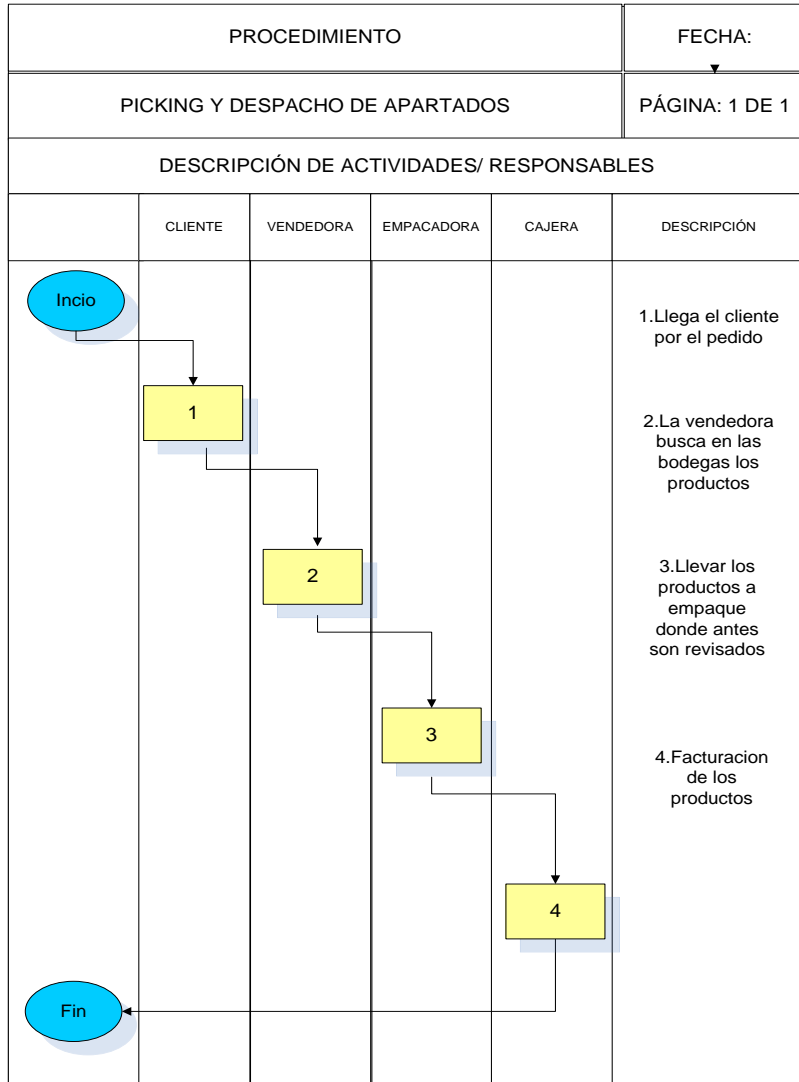 PROCEDIMIENTO
FECHA:
PICKING Y DESPACHO DE APARTADOS
PÁGINA: 1 DE 1
DESCRIPCIÓN DE ACTIVIDADES/ RESPONSABLES
CLIENTE
VENDEDORA
EMPACADORA
CAJERA
DESCRIPCIÓN
Incio
1.Llega el cliente
por el pedido
1
2.La vendedora
busca en las
bodegas los
productos
2
3.Llevar los
productos a
empaque
donde antes
son revisados
3
4.Facturacion
de los
productos
4
Fin